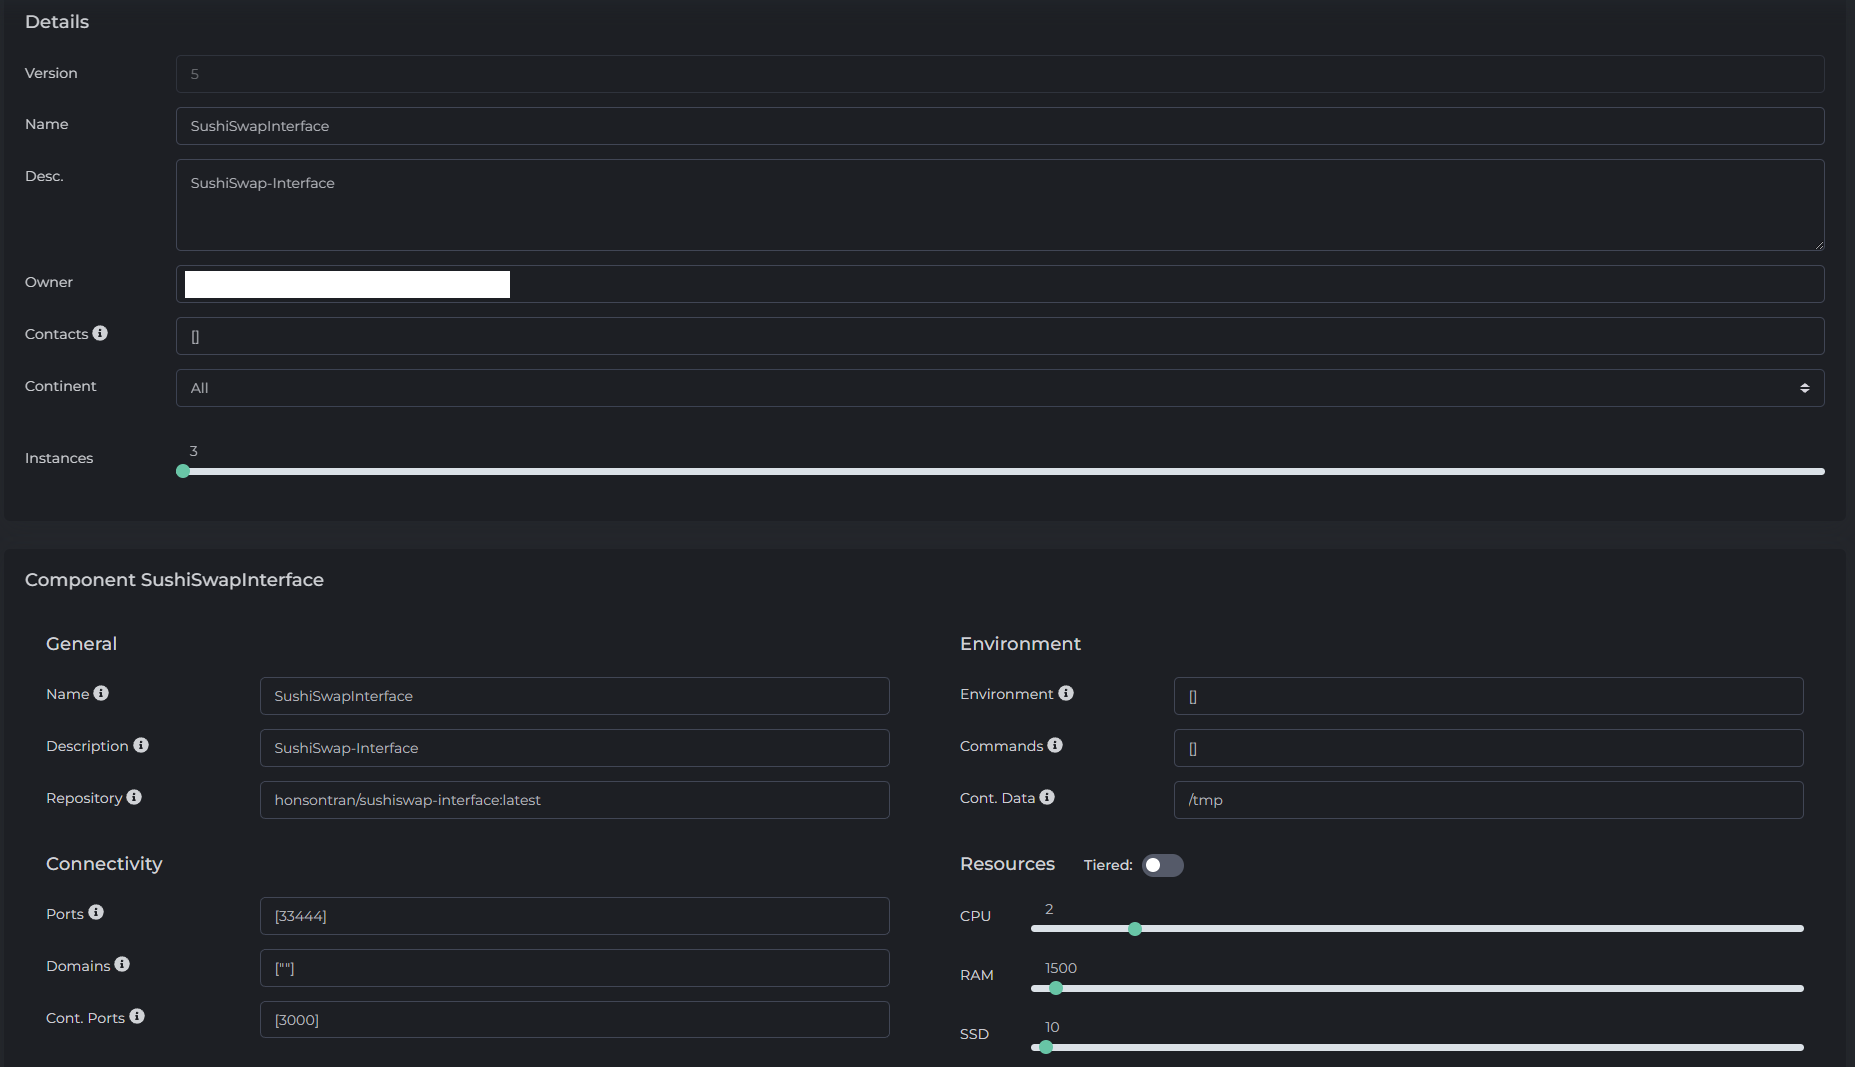 Details
Version
5
Name
SushiSwapInterface
Desc.
SushiSwap-Interface
Owner
Contacts
[]
Continent
All
Instances
3
Component SushiSwapInterface
General
Name
SushiSwapInterface
Description
SushiSwap-Interface
Repository
honsontran/sushiswap-interface:latest
Connectivity
Ports
[33444]
Domains
[""]
Cont. Ports
[3000]
Environment
Environment
[]
Commands
[]
Cont. Data
/tmp
Resources
Tiered:
CPU
2
RAM
1500
SSD
10